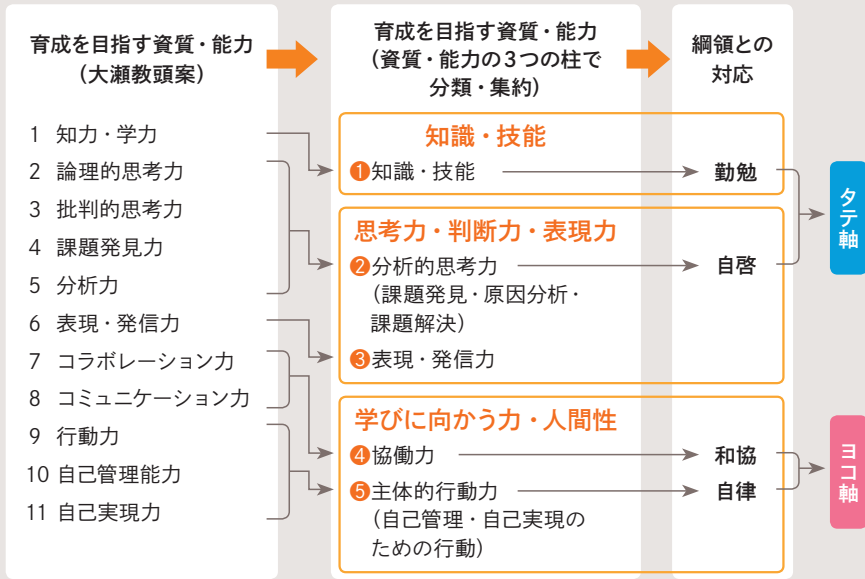 育成を目指す資質・能力
（大瀬教頭案）
1 知力・学力
2 論理的思考力
3 批判的思考力
4 課題発見力
5 分析力
6 表現・発信力
7 コラボレーション力
8 コミュニケーション力
9 行動力
10 自己管理能力
11 自己実現力
育成を目指す資質・能力
（資質・能力の3つの柱で
分類・集約）
知識・技能
❶知識・技能
思考力・判断力・表現力
❷分析的思考力
（課題発見・原因分析・
課題解決）
❸表現・発信力
学びに向かう力・人間性
❹協働力
❺主体的行動力
（自己管理・自己実現の
ための行動）
綱領との
対応
勤勉
自啓
和協
自律
タテ軸
ヨコ軸